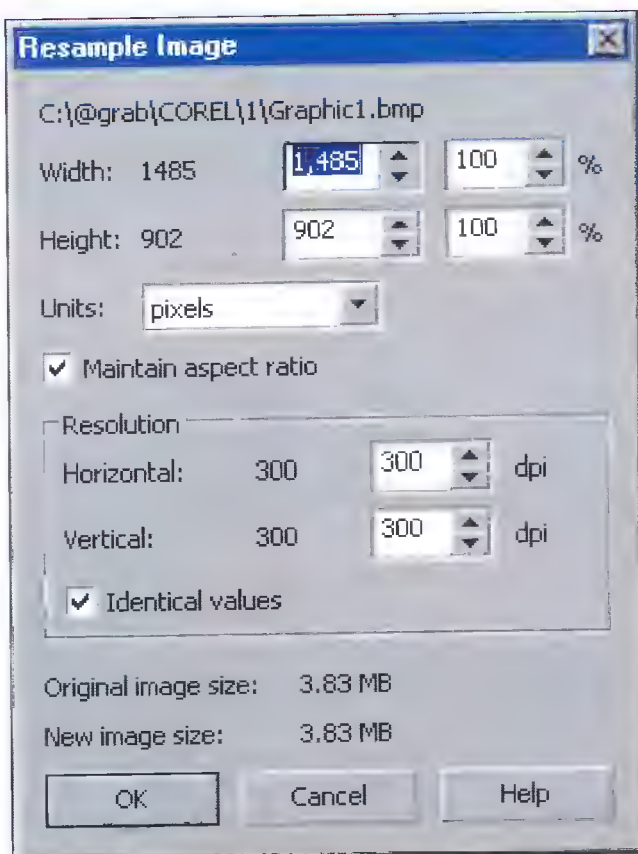 Resample Image
C:\@grab\COREL\1\Graphic1.bmp
Width: 1485 1,485 100 %
Height: 902 902 100 %
Units: pixels
Maintain aspect ratio
Resolution
Horizontal: 300 300 dpi
Vertical: 300 300 dpi
Identical values
Original image size: 3.83 MB
New image size: 3.83 MB
OK Cancel Help